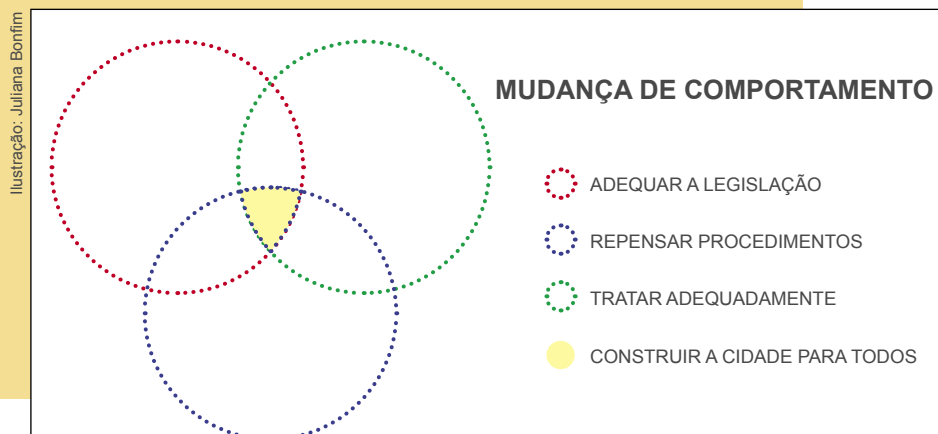 Ilustração: Juliana Bonfim
MUDANÇA DE COMPORTAMENTO
ADEQUAR A LEGISLAÇÃO
REPENSAR PROCEDIMENTOS
TRATAR ADEQUADAMENTE
CONSTRUIR A CIDADE PARA TODOS